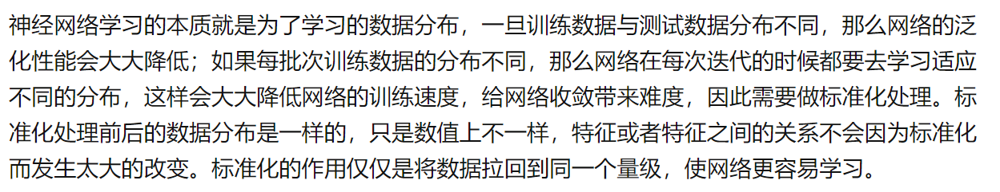 神经网络学习的本质就是为了学习的数据分布，一旦训练数据与测试数据分布不同，那么网络的泛
化性能会大大降低；如果每批次训练数据的分布不同，那么网络在每次迭代的时候都要去学习适应
不同的分布，这样会大大降低网络的训练速度，给网络收敛带来难度，因此需要做标准化处理。标
准化处理前后的数据分布是一样的，只是数值上不一样，特征或者特征之间的关系不会因为标准化
而发生太大的改变。标准化的作用仅仅是将数据拉回到同一个量级，使网络更容易学习。